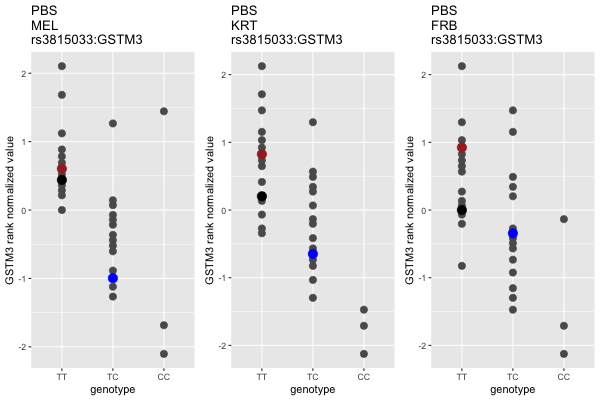 PBS
MEL
rs3815033:GSTM3
GSTM3 rank normalized value
2
1
0
-1
-2
TT TC CC
genotype
PBS
KRT
rs3815033:GSTM3
GSTM3 rank normalized value
2
1
0
-1
-2
TT TC CC
genotype
PBS
FRB
rs3815033:GSTM3
GSTM3 rank normalized value
2
1
0
-1
-2
TT TC CC
genotype